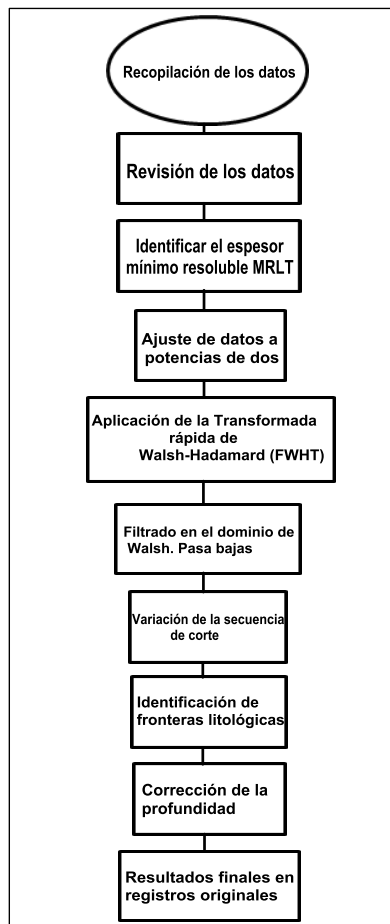 Recopilación de los datos
Revisión de los datos
Identificar el espesor
mínimo resoluble MRLT
Ajuste de datos a
potencias de dos
Aplicación de la Transformada
rápida de
Walsh-Hadamard (FWHT)
Filtrado en el dominio de
Walsh. Pasa bajas
Variación de la secuencia
de corte
Identificación de
fronteras litológicas
Corrección de la
profundidad
Resultados finales en
registros originales